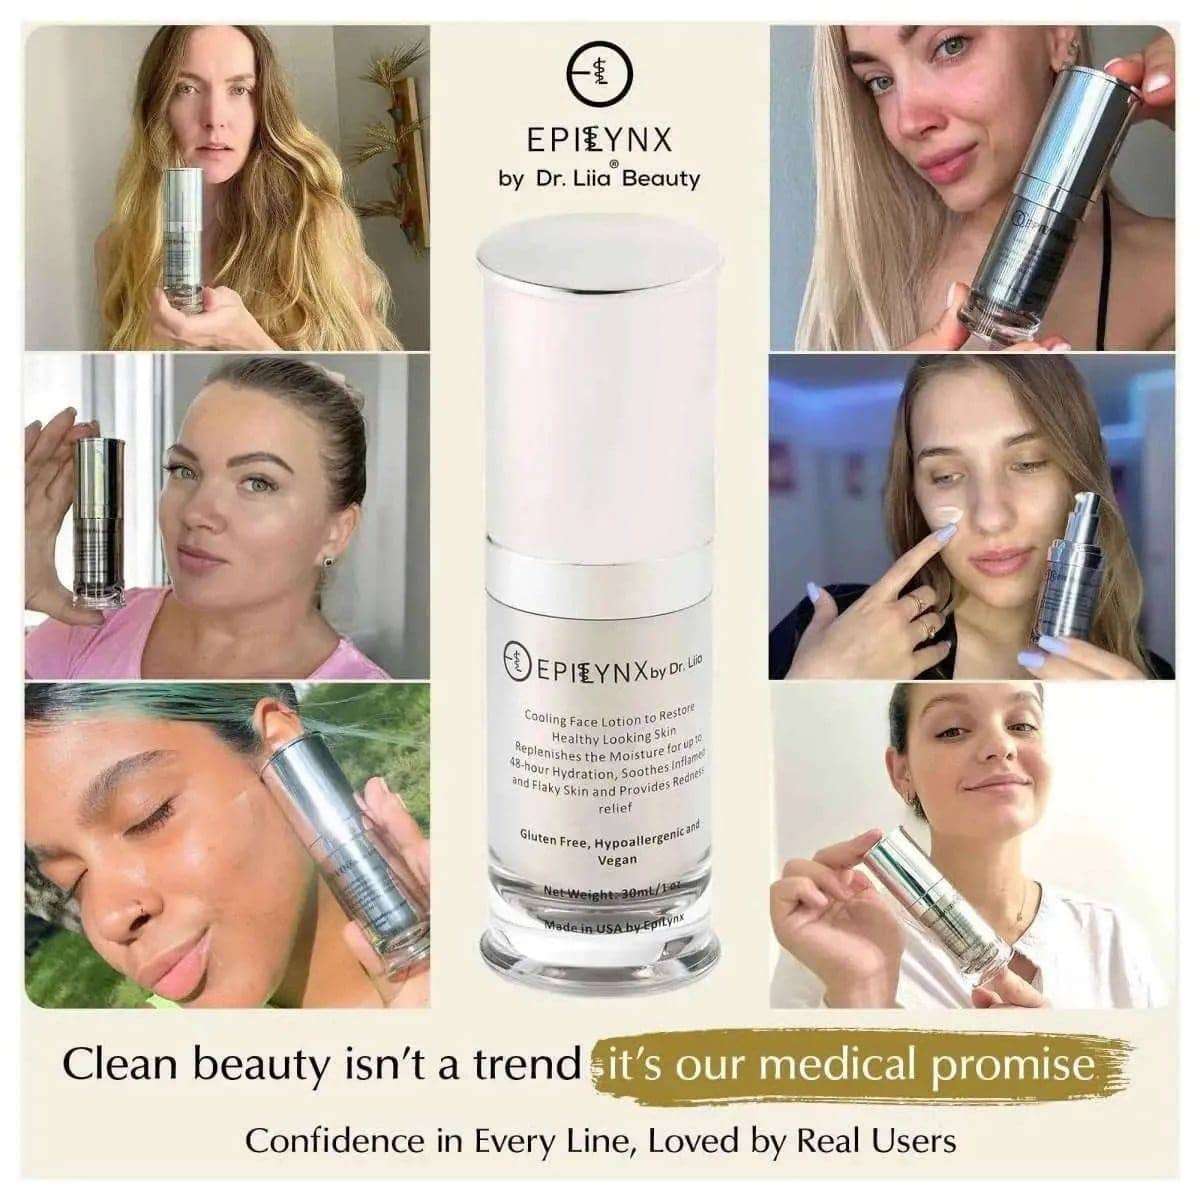 EPILYNX
by Dr. Liia® Beauty
EPILYNX by Dr. Liia
Cooling Face Lotion to Restore
Healthy Looking Skin
Replenishes the Moisture for up to
48-hour Hydration, Soothes Inflamed
and Flaky Skin and Provides Redness
relief
Gluten Free, Hypoallergenic and
Vegan
Net Weight. 30mL/1 oz
Made in USA by EpiLynx
Clean beauty isn't a trend it's our medical promise
Confidence in Every Line, Loved by Real Users